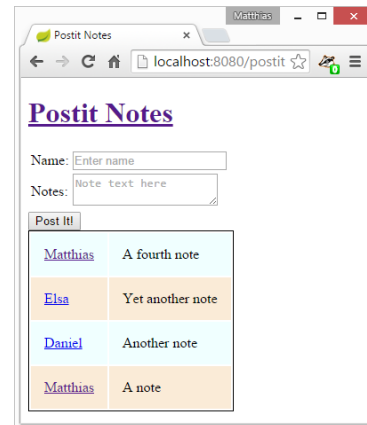 Matthias
Postit Notes
localhost:8080/postit
0
Postit Notes
Name: Enter name
Notes: Note text here
Post It!
Matthias A fourth note
Elsa Yet another note
Daniel Another note
Matthias A note